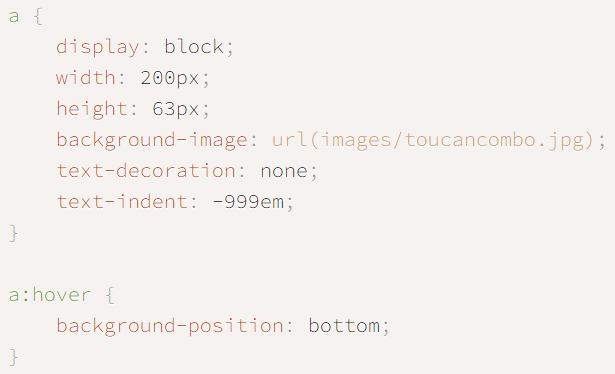 a {
    display: block;
    width: 200px;
    height: 63px;
    background-image: url(images/toucancombo.jpg);
    text-decoration: none;
    text-indent: -999em;
}

a:hover {
    background-position: bottom;
}